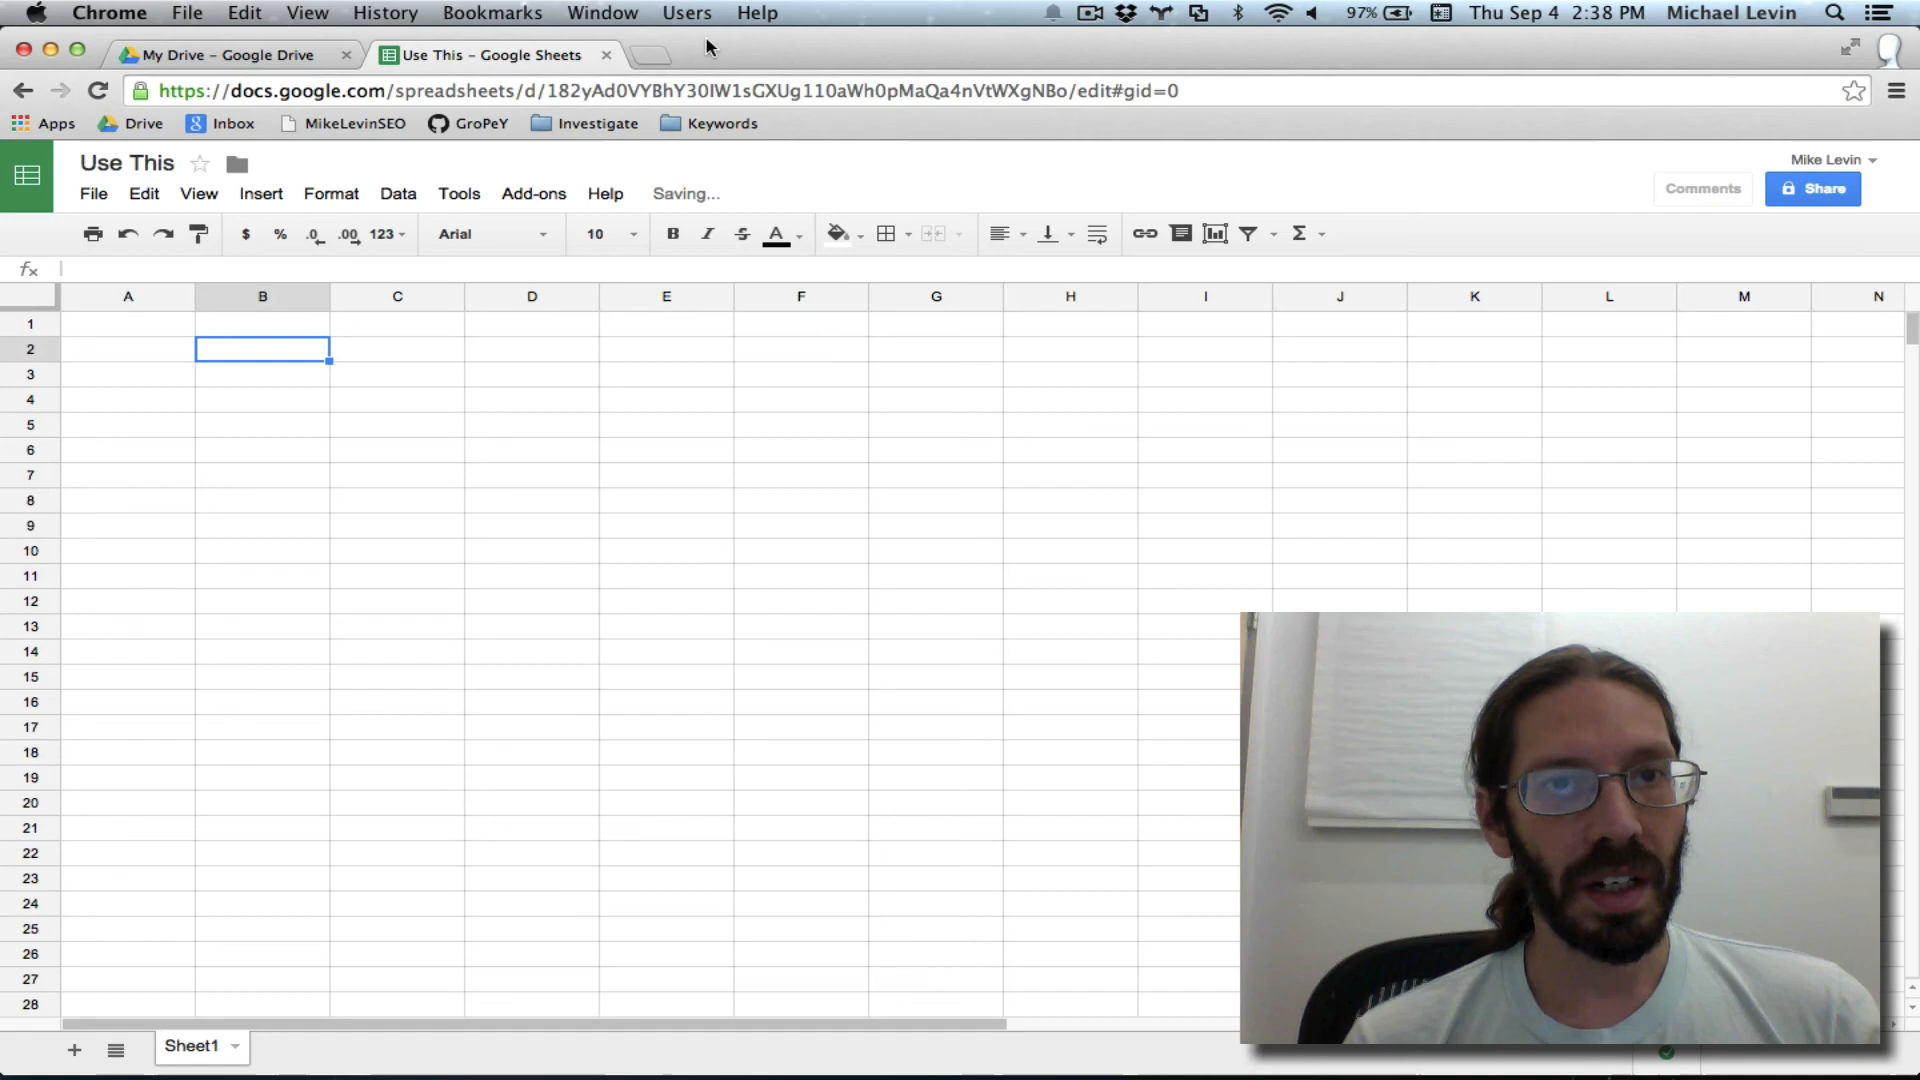 Chrome File Edit View History Bookmarks Window Users Help 97% Thu Sep 4 2:38 PM Michael Levin
My Drive – Google Drive Use This – Google Sheets
https://docs.google.com/spreadsheets/d/182yAd0VYBhY30IW1sGXUg110aWh0pMaQa4nVtWXgNBo/edit#gid=0
Apps Drive Inbox MikeLevinSEO GroPeY Investigate Keywords
Use This Mike Levin
File Edit View Insert Format Data Tools Add-ons Help Saving... Comments Share
$ % .0 .00 123 Arial 10 B I S A Σ
fx
A B C D E F G H I J K L M N
1
2
3
4
5
6
7
8
9
10
11
12
13
14
15
16
17
18
19
20
21
22
23
24
25
26
27
28
Sheet1